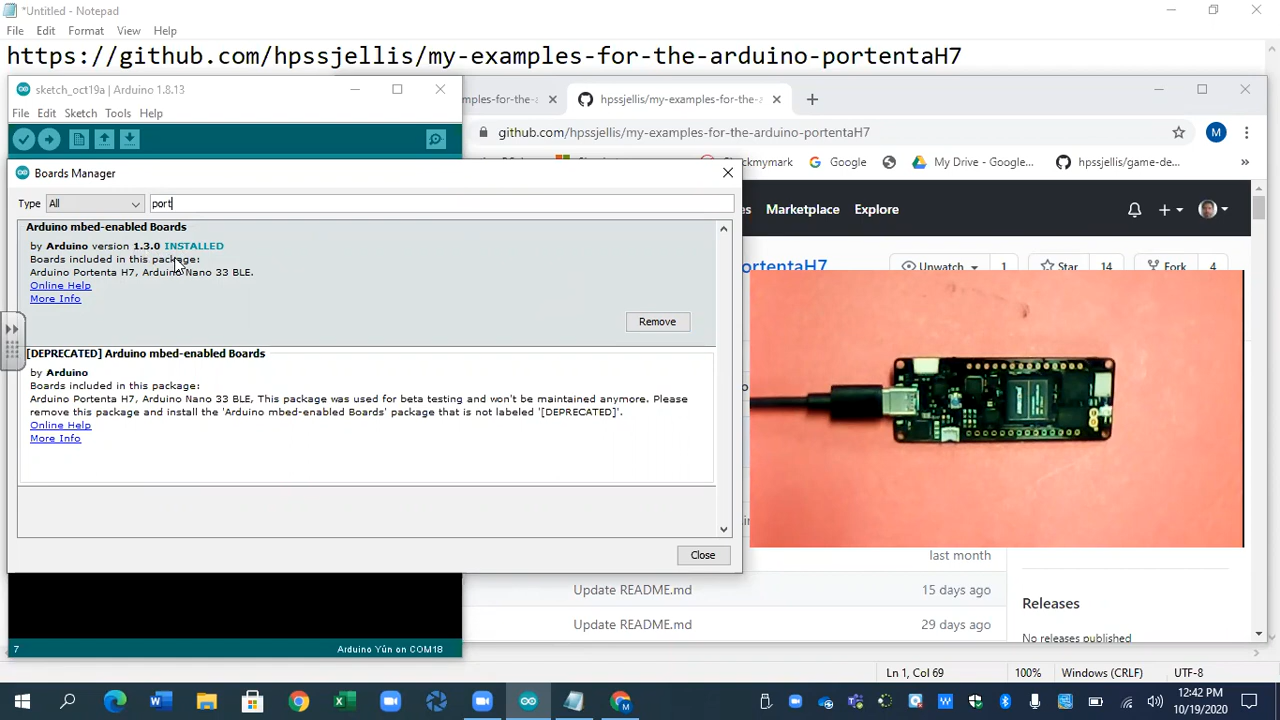 *Untitled - Notepad
File Edit Format View Help
https://github.com/hpssjellis/my-examples-for-the-arduino-portentaH7
sketch_oct19a | Arduino 1.8.13
File Edit Sketch Tools Help
mples-for-the-a
hpssjellis/my-examples-for-the-a
github.com/hpssjellis/my-examples-for-the-arduino-portentaH7
M
Google
My Drive - Google...
hpssjellis/game-de...
»
Boards Manager
Type All port
Marketplace Explore
ortentaH7
Unwatch 1 Star 14 Fork 4
Arduino mbed-enabled Boards
by Arduino version 1.3.0 INSTALLED
Boards included in this package:
Arduino Portenta H7, Arduino Nano 33 BLE.
Online Help
More Info
Remove
[DEPRECATED] Arduino mbed-enabled Boards
by Arduino
Boards included in this package:
Arduino Portenta H7, Arduino Nano 33 BLE, This package was used for beta testing and won't be maintained anymore. Please
remove this package and install the 'Arduino mbed-enabled Boards' package that is not labeled '[DEPRECATED]'.
Online Help
More Info
Close
last month
Update README.md 15 days ago
Releases
Update README.md 29 days ago
No releases published
7 Arduino Yún on COM18
Ln 1, Col 69 100% Windows (CRLF) UTF-8
12:42 PM
10/19/2020